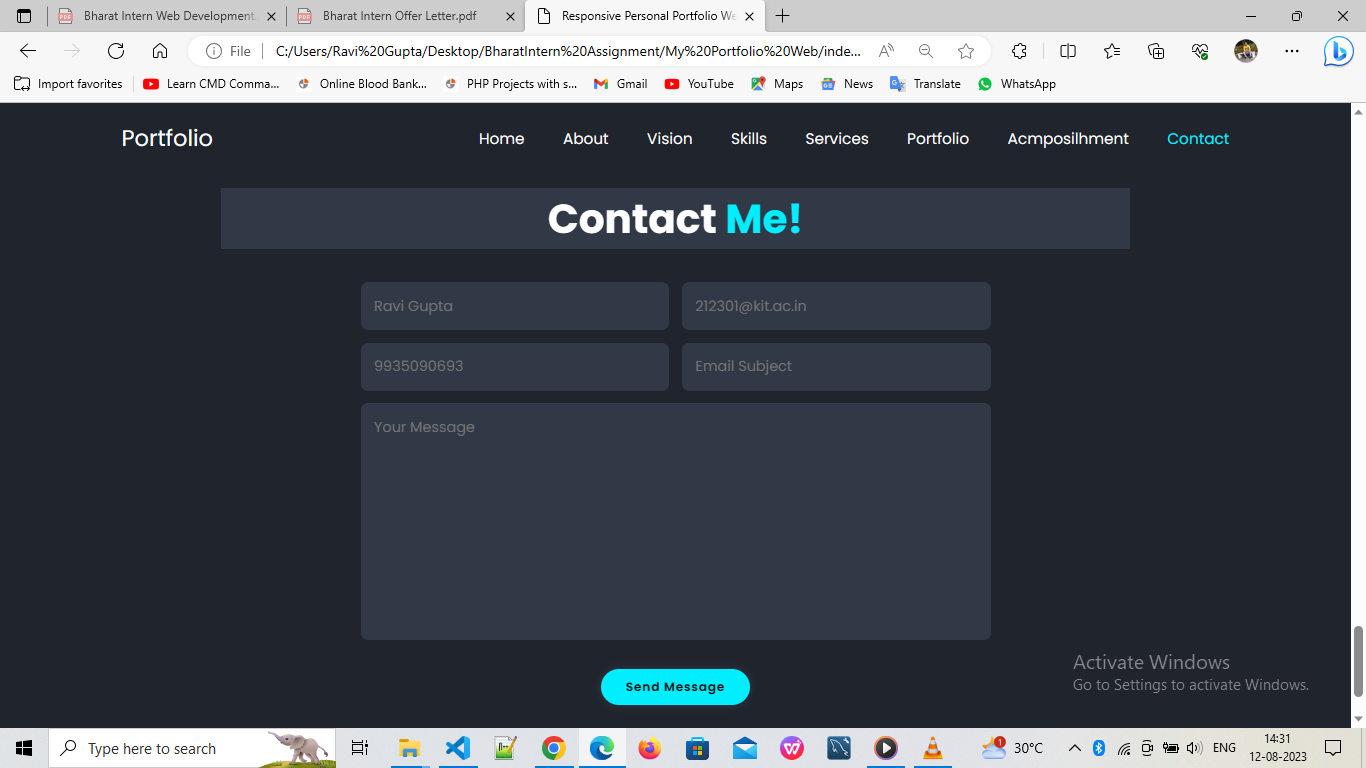 Bharat Intern Web Development.
Bharat Intern Offer Letter.pdf
Responsive Personal Portfolio We
File
C:/Users/Ravi%20Gupta/Desktop/BharatIntern%20Assignment/My%20Portfolio%20Web/inde...
Import favorites
Learn CMD Comma...
Online Blood Bank...
PHP Projects with s...
Gmail
YouTube
Maps
News
Translate
WhatsApp
Portfolio
Home
About
Vision
Skills
Services
Portfolio
Acmposilhment
Contact
Contact Me!
Ravi Gupta
212301@kit.ac.in
9935090693
Email Subject
Your Message
Send Message
Activate Windows
Go to Settings to activate Windows.
Type here to search
30°C
ENG
14:31
12-08-2023